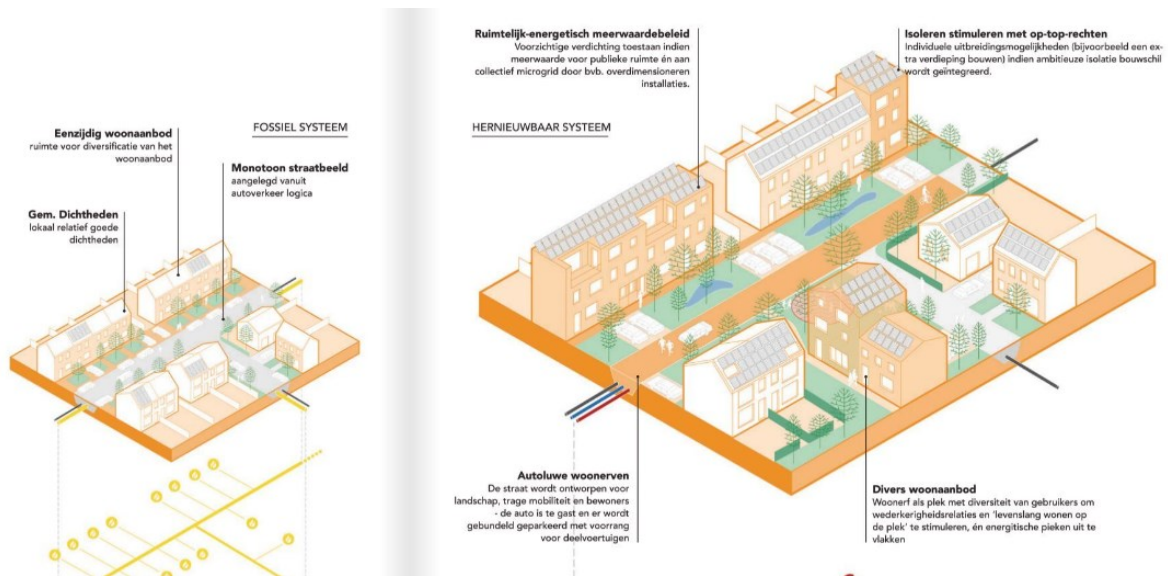 FOSSIEL SYSTEEM
Eenzijdig woonaanbod
ruimte voor diversificatie van het
woonaanbod
Monotoon straatbeeld
aangelegd vanuit
autoverkeer logica
Gem. Dichtheden
lokaal relatief goede
dichtheden
Ruimtelijk-energetisch meerwaardebeleid
Voorzichtige verdichting toestaan indien
meerwaarde voor publieke ruimte én aan
collectief microgrid door bvb. overdimensioneren
installaties.
Isoleren stimuleren met op-top-rechten
Individuele uitbreidingsmogelijkheden (bijvoorbeeld een ex-
tra verdieping bouwen) indien ambitieuze isolatie bouwschil
wordt geïntegreerd.
HERNIEUWBAAR SYSTEEM
Autoluwe woonerven
De straat wordt ontworpen voor
landschap, trage mobiliteit en bewoners
- de auto is te gast en er wordt
gebundeld geparkeerd met voorrang
voor deelvoertuigen
Divers woonaanbod
Woonerf als plek met diversiteit van gebruikers om
wederkerigheidsrelaties en ‘levenslang wonen op
de plek’ te stimuleren, én energitische pieken uit te
vlakken